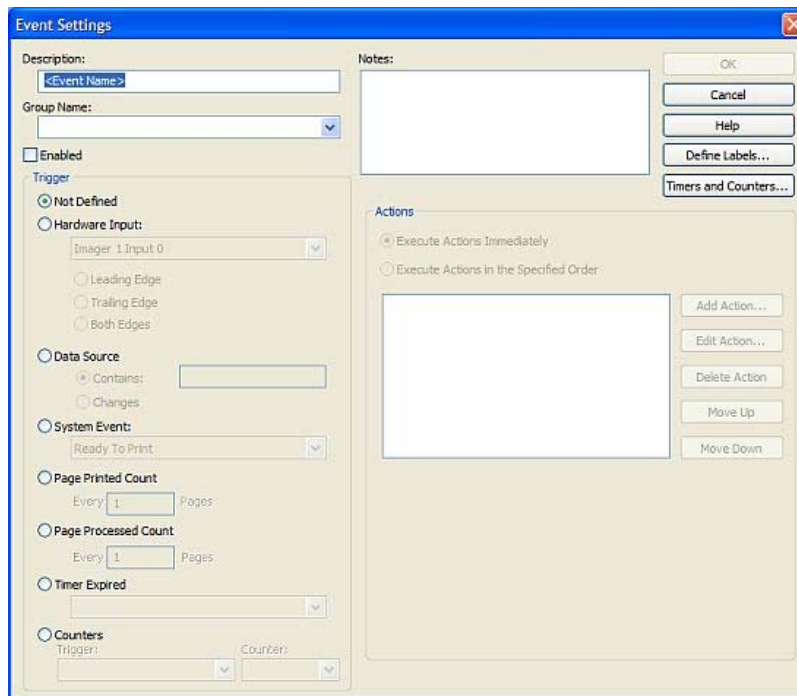 Event Settings
Description:
<Event Name>
Group Name:
Enabled
Trigger
Not Defined
Hardware Input:
Imager 1 Input 0
Leading Edge
Trailing Edge
Both Edges
Data Source
Contains:
Changes
System Event:
Ready To Print
Page Printed Count
Every 1 Pages
Page Processed Count
Every 1 Pages
Timer Expired
Counters
Trigger: Counter:
Notes:
OK
Cancel
Help
Define Labels...
Timers and Counters...
Actions
Execute Actions Immediately
Execute Actions in the Specified Order
Add Action...
Edit Action...
Delete Action
Move Up
Move Down